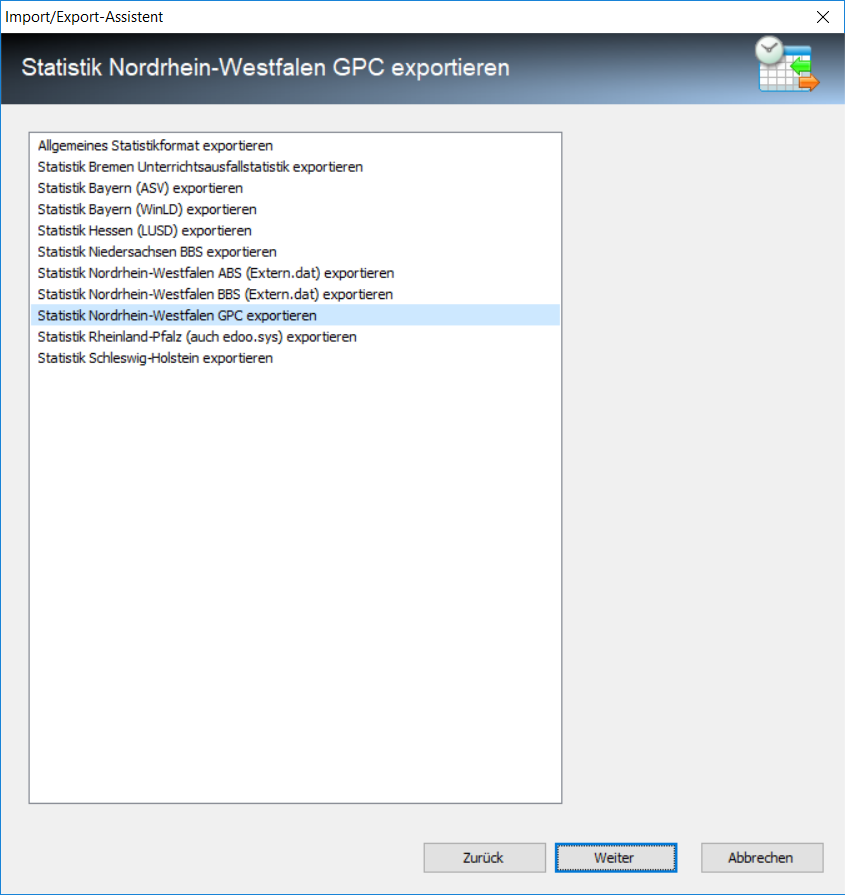 Import/Export-Assistent
Statistik Nordrhein-Westfalen GPC exportieren
Allgemeines Statistikformat exportieren
Statistik Bremen Unterrichtsausfallstatistik exportieren
Statistik Bayern (ASV) exportieren
Statistik Bayern (WinLD) exportieren
Statistik Hessen (LUSD) exportieren
Statistik Niedersachsen BBS exportieren
Statistik Nordrhein-Westfalen ABS (Extern.dat) exportieren
Statistik Nordrhein-Westfalen BBS (Extern.dat) exportieren
Statistik Nordrhein-Westfalen GPC exportieren
Statistik Rheinland-Pfalz (auch edoo.sys) exportieren
Statistik Schleswig-Holstein exportieren
Zurück Weiter Abbrechen